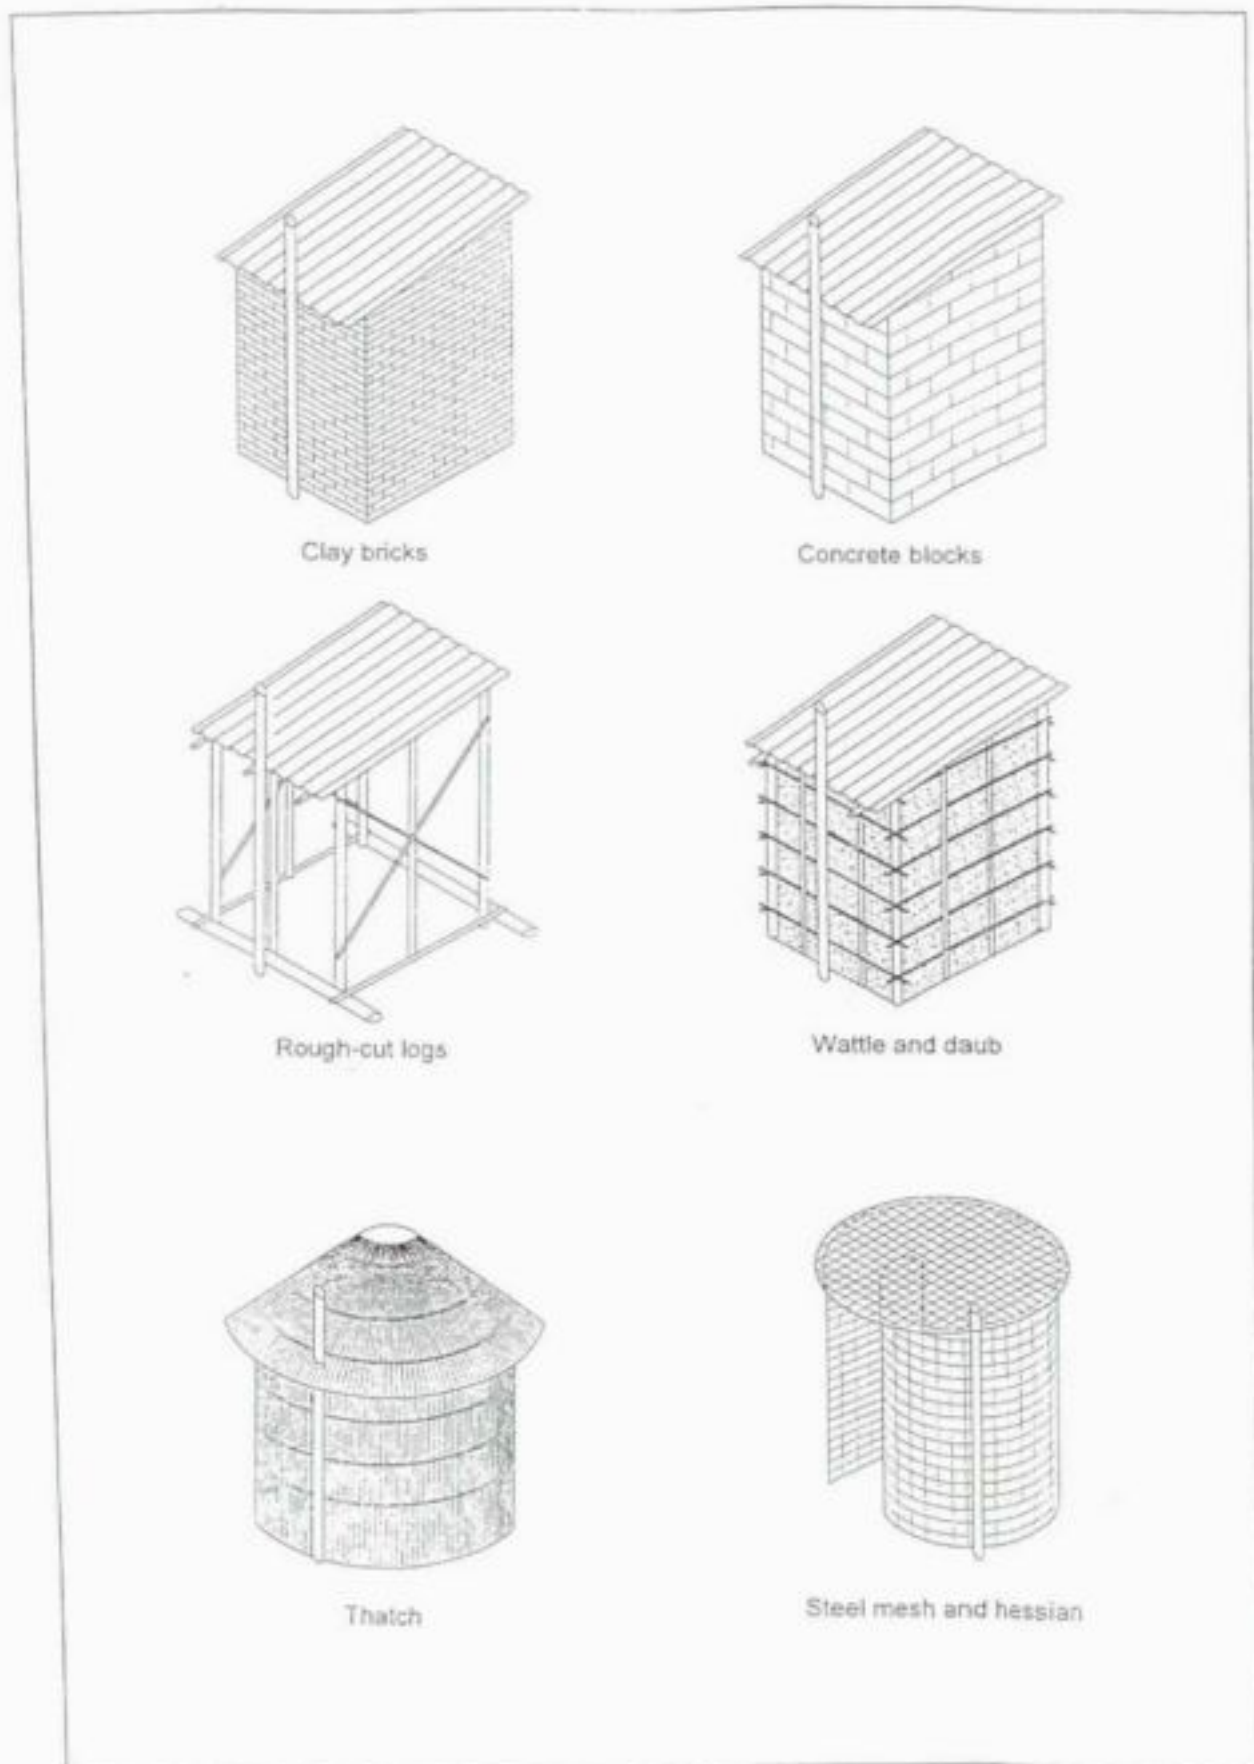 Clay bricks
Concrete blocks
Rough-cut logs
Wattle and daub
Thatch
Steel mesh and hessian